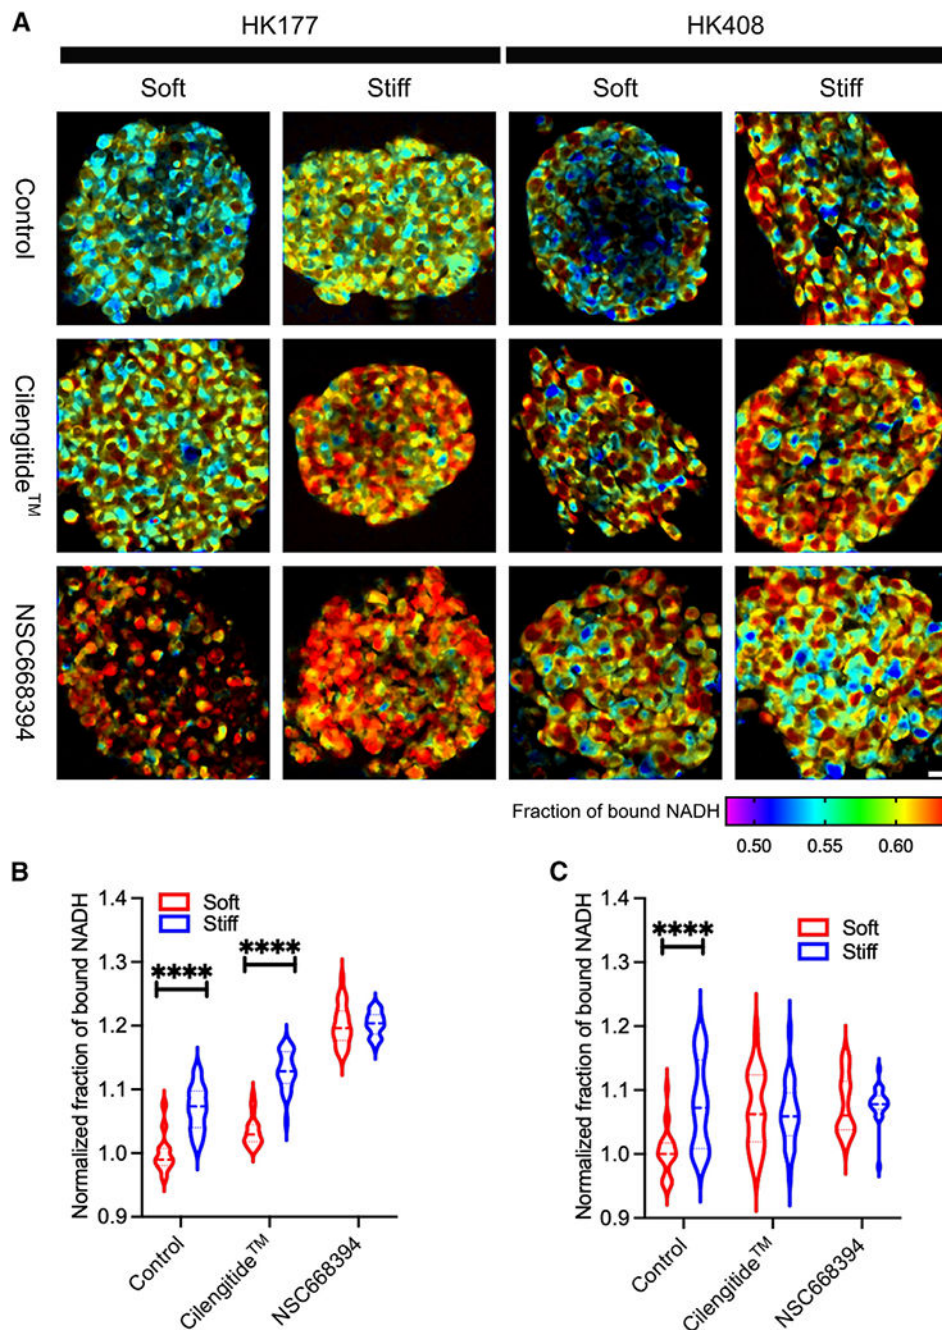 A
HK177
HK408
Soft
Stiff
Soft
Stiff
Control
Cilengitide™
NSC668394
Fraction of bound NADH
0.50
0.55
0.60
B
Normalized fraction of bound NADH
1.4
1.3
1.2
1.1
1.0
0.9
Soft
Stiff
****
****
Control
Cilengitide™
NSC668394
C
Normalized fraction of bound NADH
1.4
1.3
1.2
1.1
1.0
0.9
Soft
Stiff
****
Control
Cilengitide™
NSC668394